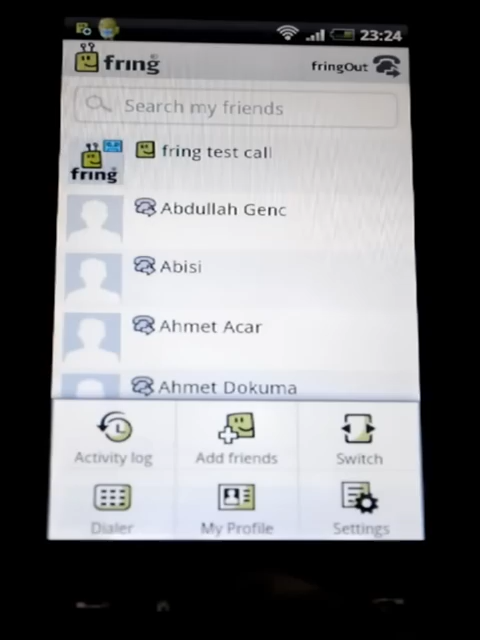 23:24
fring
fringOut
Search my friends
fring
fring test call
Abdullah Genc
Abisi
Ahmet Acar
Ahmet Dokuma
Activity log
Add friends
Switch
Dialer
My Profile
Settings